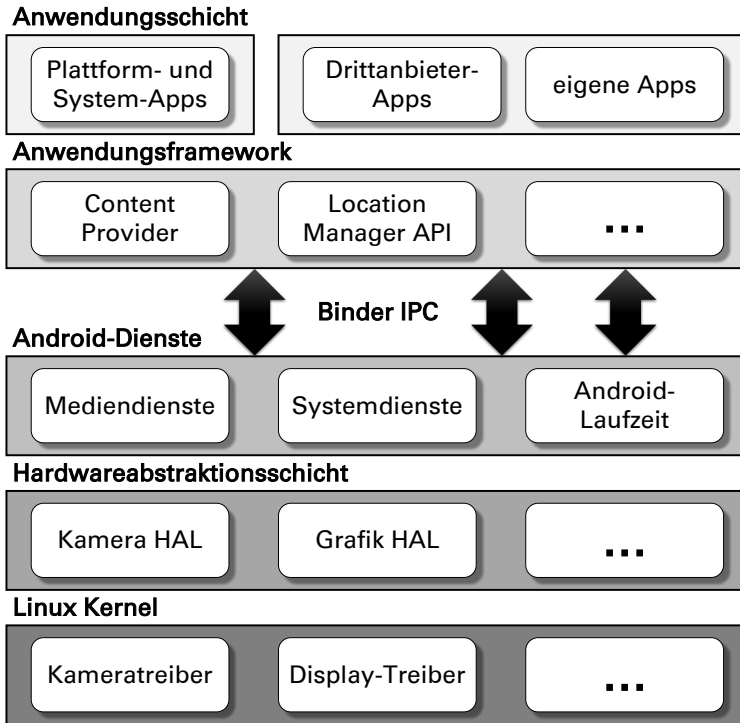 Anwendungsschicht
Plattform- und
System-Apps
Drittanbieter-
Apps
eigene Apps
Anwendungsframework
Content
Provider
Location
Manager API
...
Binder IPC
Android-Dienste
Mediendienste
Systemdienste
Android-
Laufzeit
Hardwareabstraktionsschicht
Kamera HAL
Grafik HAL
...
Linux Kernel
Kameratreiber
Display-Treiber
...